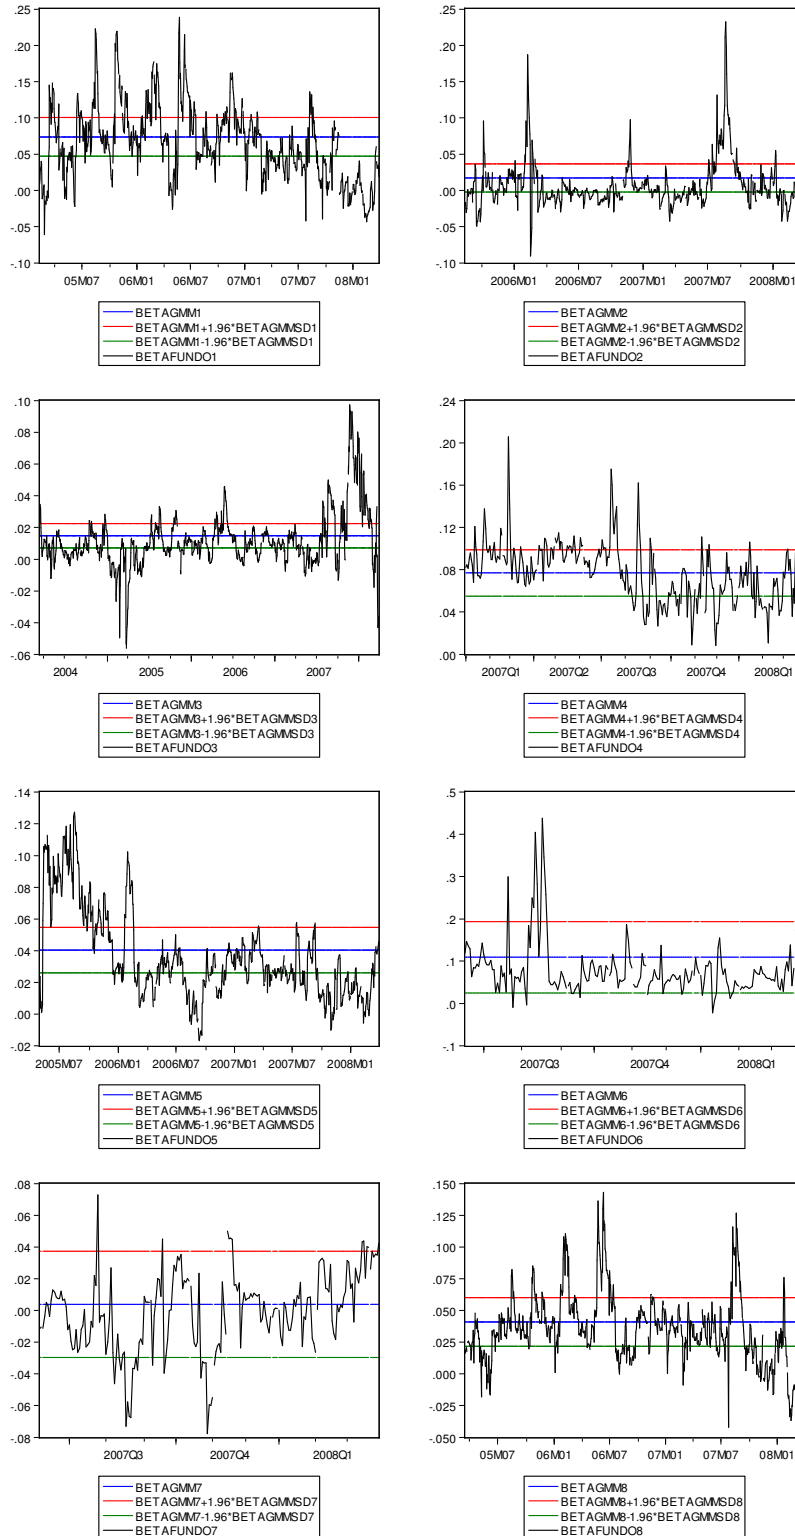 .25
.20
.15
.10
.05
.00
-.05
-.10
05M07 06M01 06M07 07M01 07M07 08M01
BETAGMM1
BETAGMM1+1.96*BETAGMMSD1
BETAGMM1-1.96*BETAGMMSD1
BETAFUNDO1
.25
.20
.15
.10
.05
.00
-.05
-.10
2006M01 2006M07 2007M01 2007M07 2008M01
BETAGMM2
BETAGMM2+1.96*BETAGMMSD2
BETAGMM2-1.96*BETAGMMSD2
BETAFUNDO2
.10
.08
.06
.04
.02
.00
-.02
-.04
-.06
2004 2005 2006 2007
BETAGMM3
BETAGMM3+1.96*BETAGMMSD3
BETAGMM3-1.96*BETAGMMSD3
BETAFUNDO3
.24
.20
.16
.12
.08
.04
.00
2007Q1 2007Q2 2007Q3 2007Q4 2008Q1
BETAGMM4
BETAGMM4+1.96*BETAGMMSD4
BETAGMM4-1.96*BETAGMMSD4
BETAFUNDO4
.14
.12
.10
.08
.06
.04
.02
.00
-.02
2005M07 2006M01 2006M07 2007M01 2007M07 2008M01
BETAGMM5
BETAGMM5+1.96*BETAGMMSD5
BETAGMM5-1.96*BETAGMMSD5
BETAFUNDO5
.5
.4
.3
.2
.1
.0
-.1
2007Q3 2007Q4 2008Q1
BETAGMM6
BETAGMM6+1.96*BETAGMMSD6
BETAGMM6-1.96*BETAGMMSD6
BETAFUNDO6
.08
.06
.04
.02
.00
-.02
-.04
-.06
-.08
2007Q3 2007Q4 2008Q1
BETAGMM7
BETAGMM7+1.96*BETAGMMSD7
BETAGMM7-1.96*BETAGMMSD7
BETAFUNDO7
.150
.125
.100
.075
.050
.025
.000
-.025
-.050
05M07 06M01 06M07 07M01 07M07 08M01
BETAGMM8
BETAGMM8+1.96*BETAGMMSD8
BETAGMM8-1.96*BETAGMMSD8
BETAFUNDO8